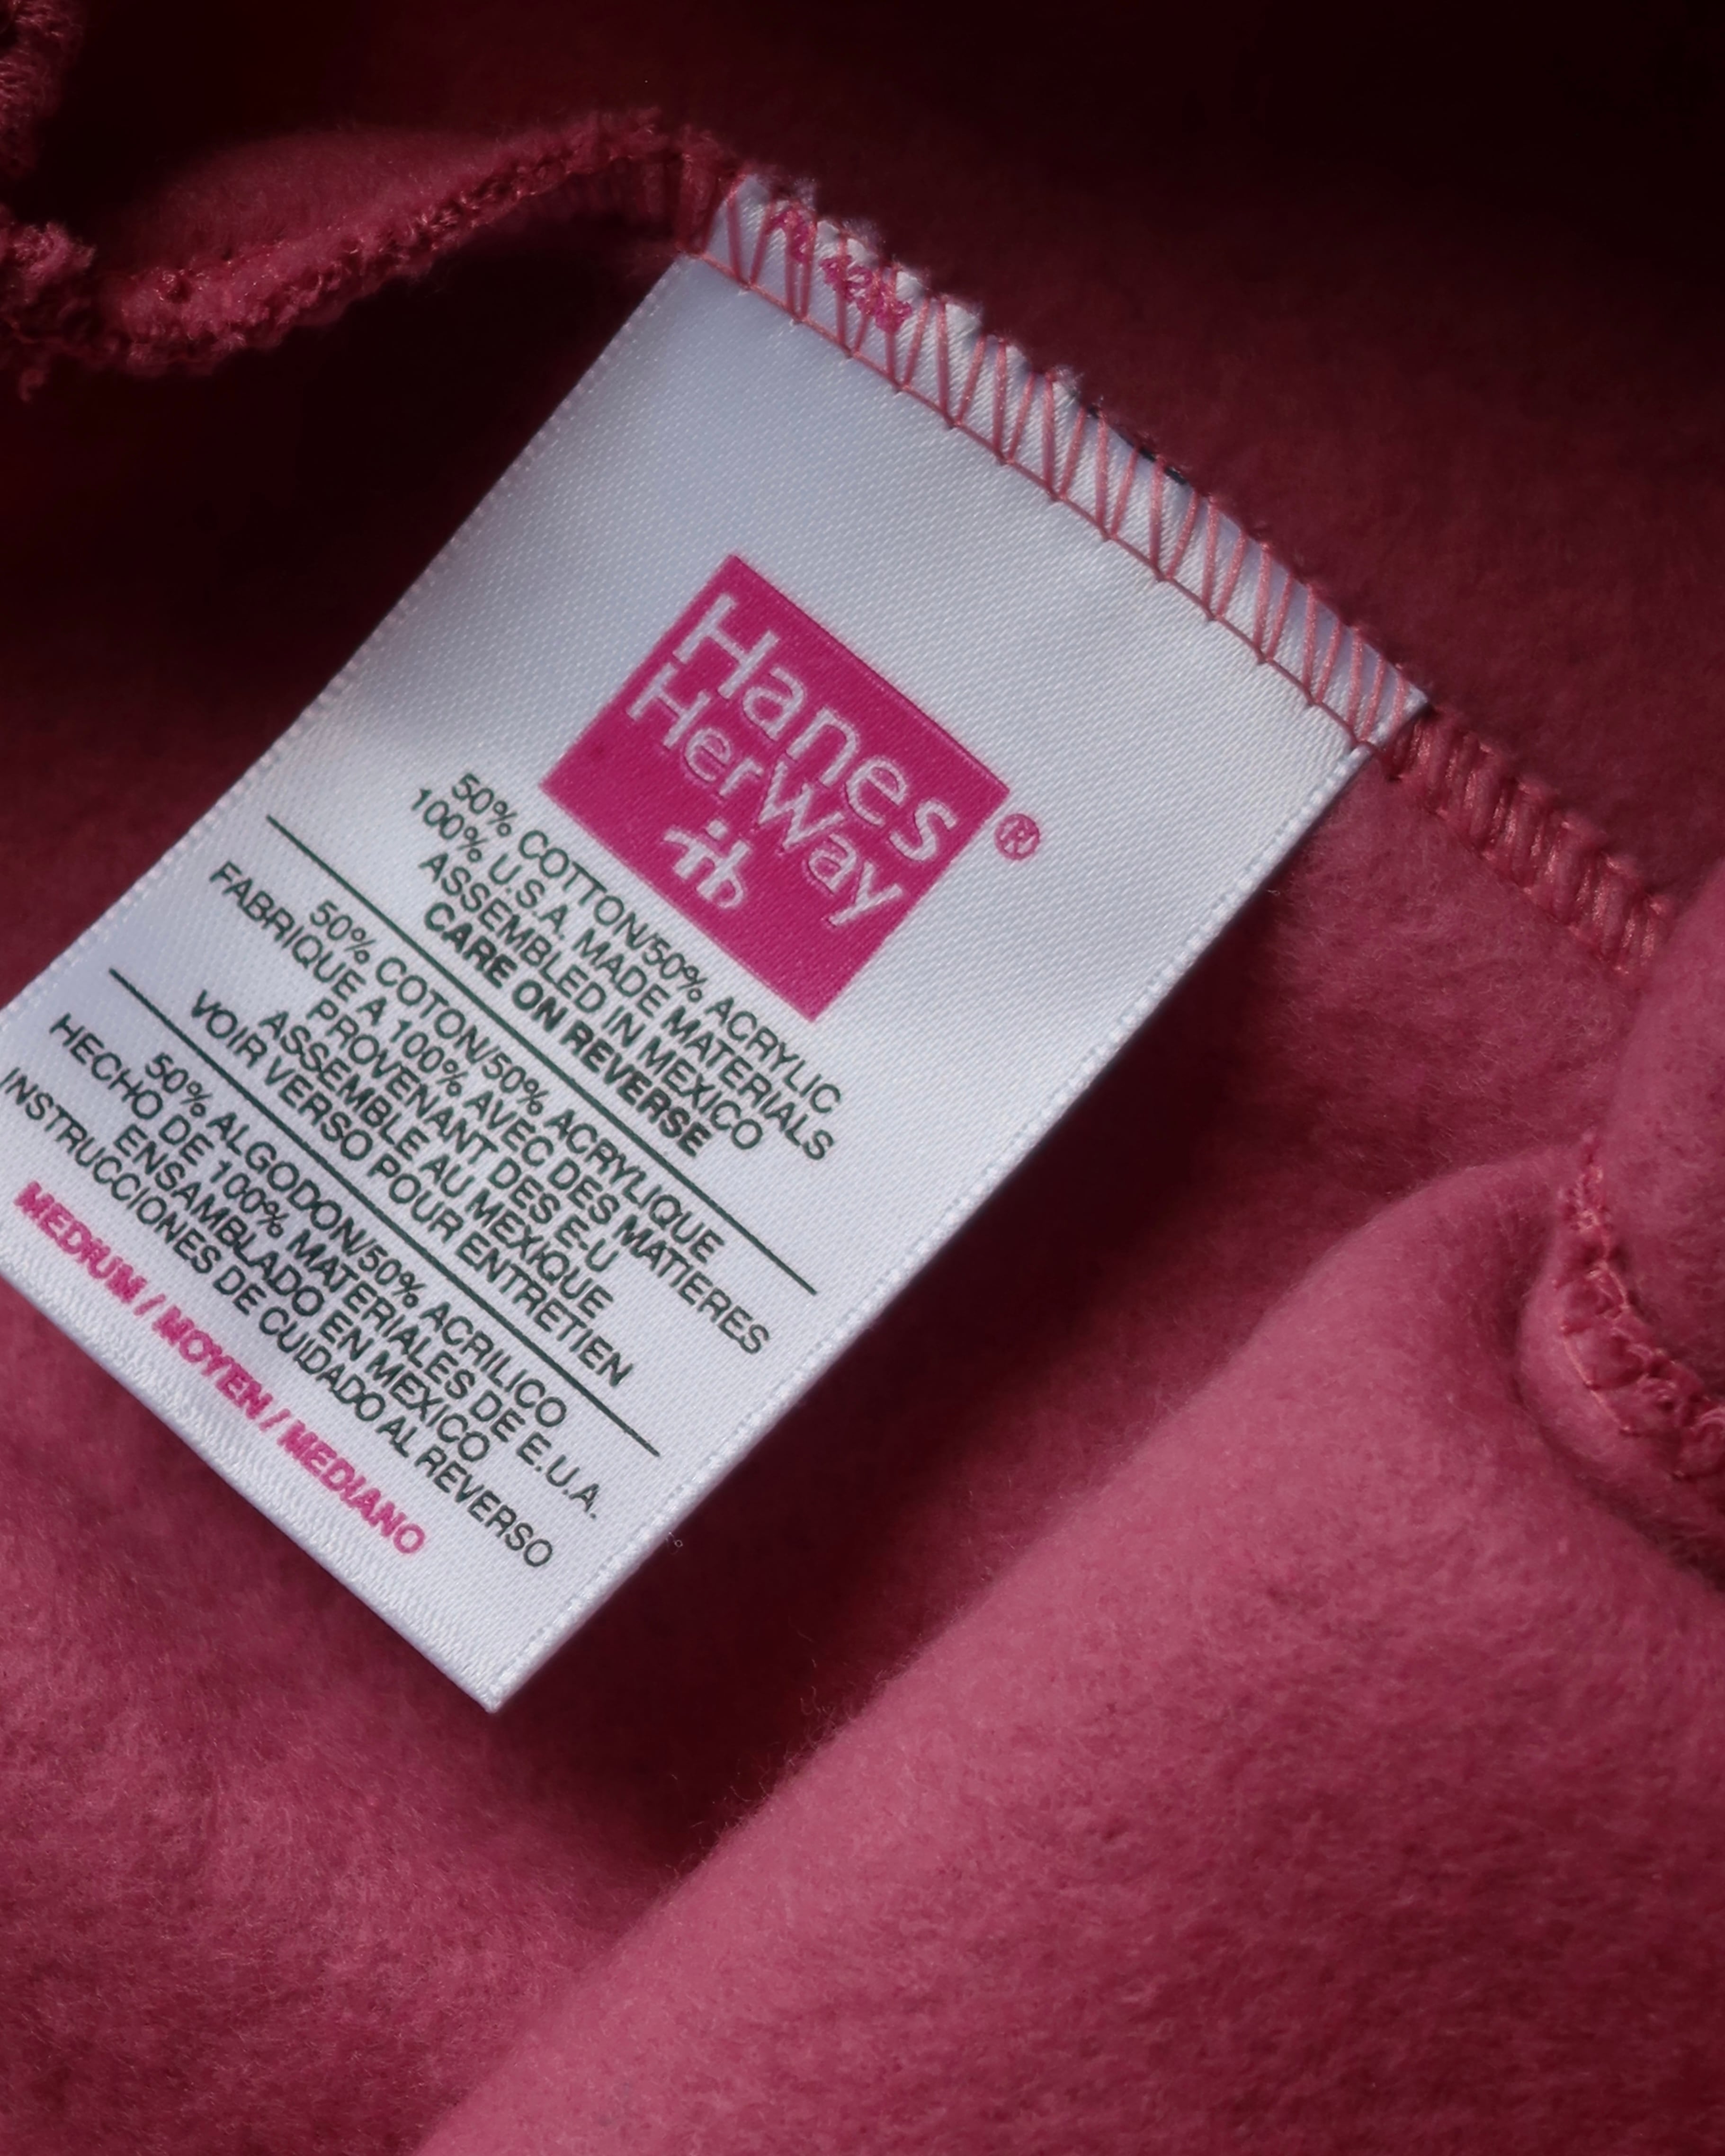 Hanes
HerWay
®
50% COTTON/50% ACRYLIC
100% U.S.A. MADE MATERIALS
ASSEMBLED IN MEXICO
CARE ON REVERSE
50% COTON/50% ACRYLIQUE
FABRIQUE A 100% AVEC DES MATIERES
PROVENANT DES E-U
ASSEMBLE AU MEXIQUE
VOIR VERSO POUR ENTRETIEN
50% ALGODON/50% ACRILICO
HECHO DE 100% MATERIALES DE E.U.A.
ENSAMBLADO EN MEXICO
INSTRUCCIONES DE CUIDADO AL REVERSO
MEDIUM / MOYEN / MEDIANO